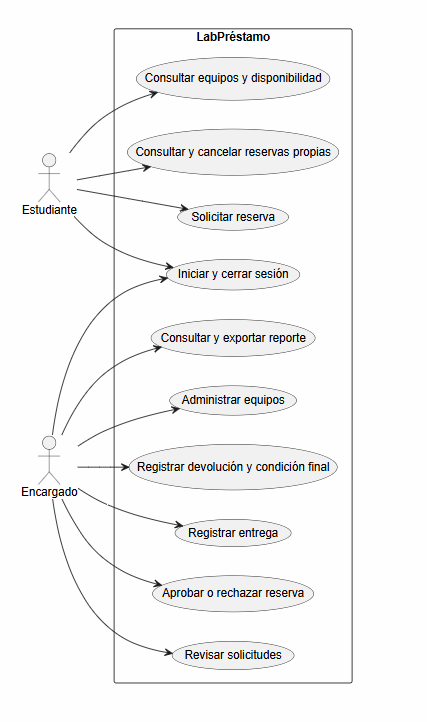 LabPréstamo
Consultar equipos y disponibilidad
Consultar y cancelar reservas propias
Estudiante
Solicitar reserva
Iniciar y cerrar sesión
Consultar y exportar reporte
Administrar equipos
Registrar devolución y condición final
Encargado
Registrar entrega
Aprobar o rechazar reserva
Revisar solicitudes